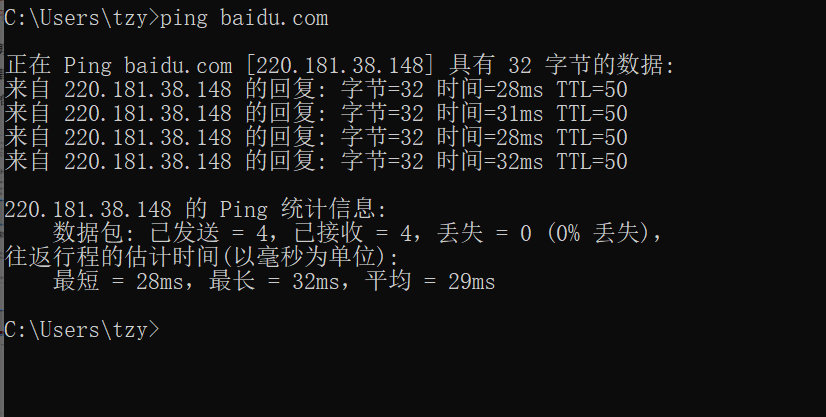 C:\Users\tzy>ping baidu.com
正在 Ping baidu.com [220.181.38.148] 具有 32 字节的数据:
来自 220.181.38.148 的回复: 字节=32 时间=28ms TTL=50
来自 220.181.38.148 的回复: 字节=32 时间=31ms TTL=50
来自 220.181.38.148 的回复: 字节=32 时间=28ms TTL=50
来自 220.181.38.148 的回复: 字节=32 时间=32ms TTL=50
220.181.38.148 的 Ping 统计信息:
数据包: 已发送 = 4，已接收 = 4，丢失 = 0 (0% 丢失)，
往返行程的估计时间(以毫秒为单位):
最短 = 28ms，最长 = 32ms，平均 = 29ms
C:\Users\tzy>